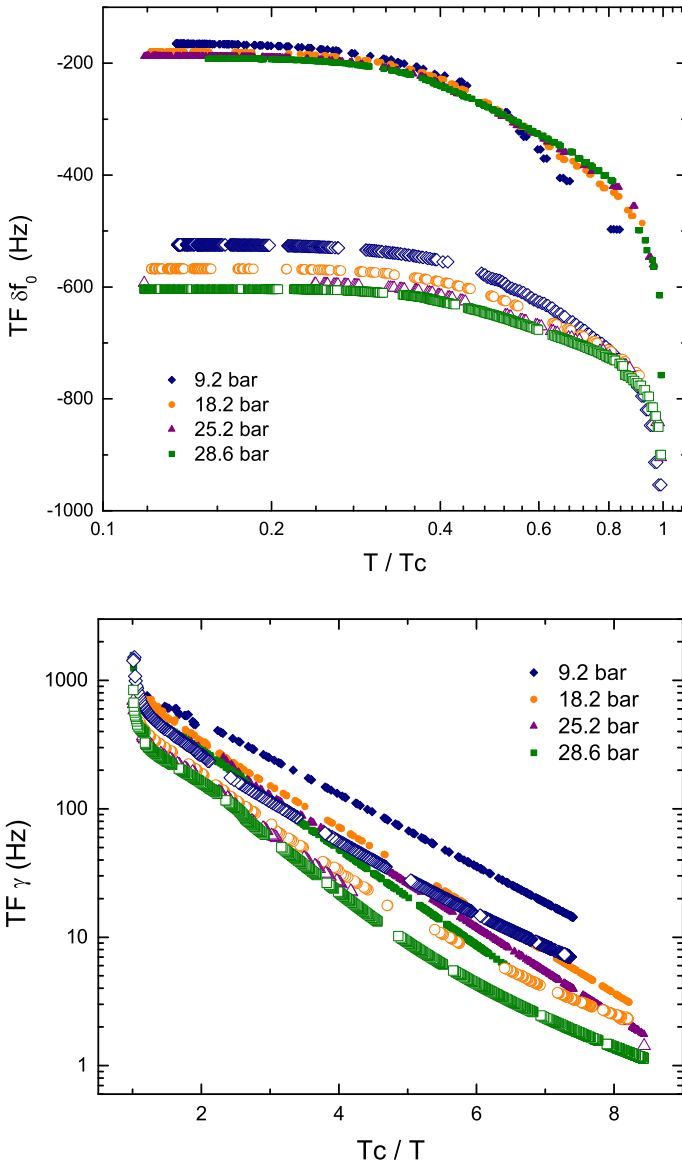 0
-200
-400
-600
-800
-1000
TF δf0 (Hz)
9.2 bar
18.2 bar
25.2 bar
28.6 bar
0.1
0.2
0.4
0.6
0.8
1
T / Tc
1000
100
10
1
TF γ (Hz)
9.2 bar
18.2 bar
25.2 bar
28.6 bar
2
4
6
8
Tc / T